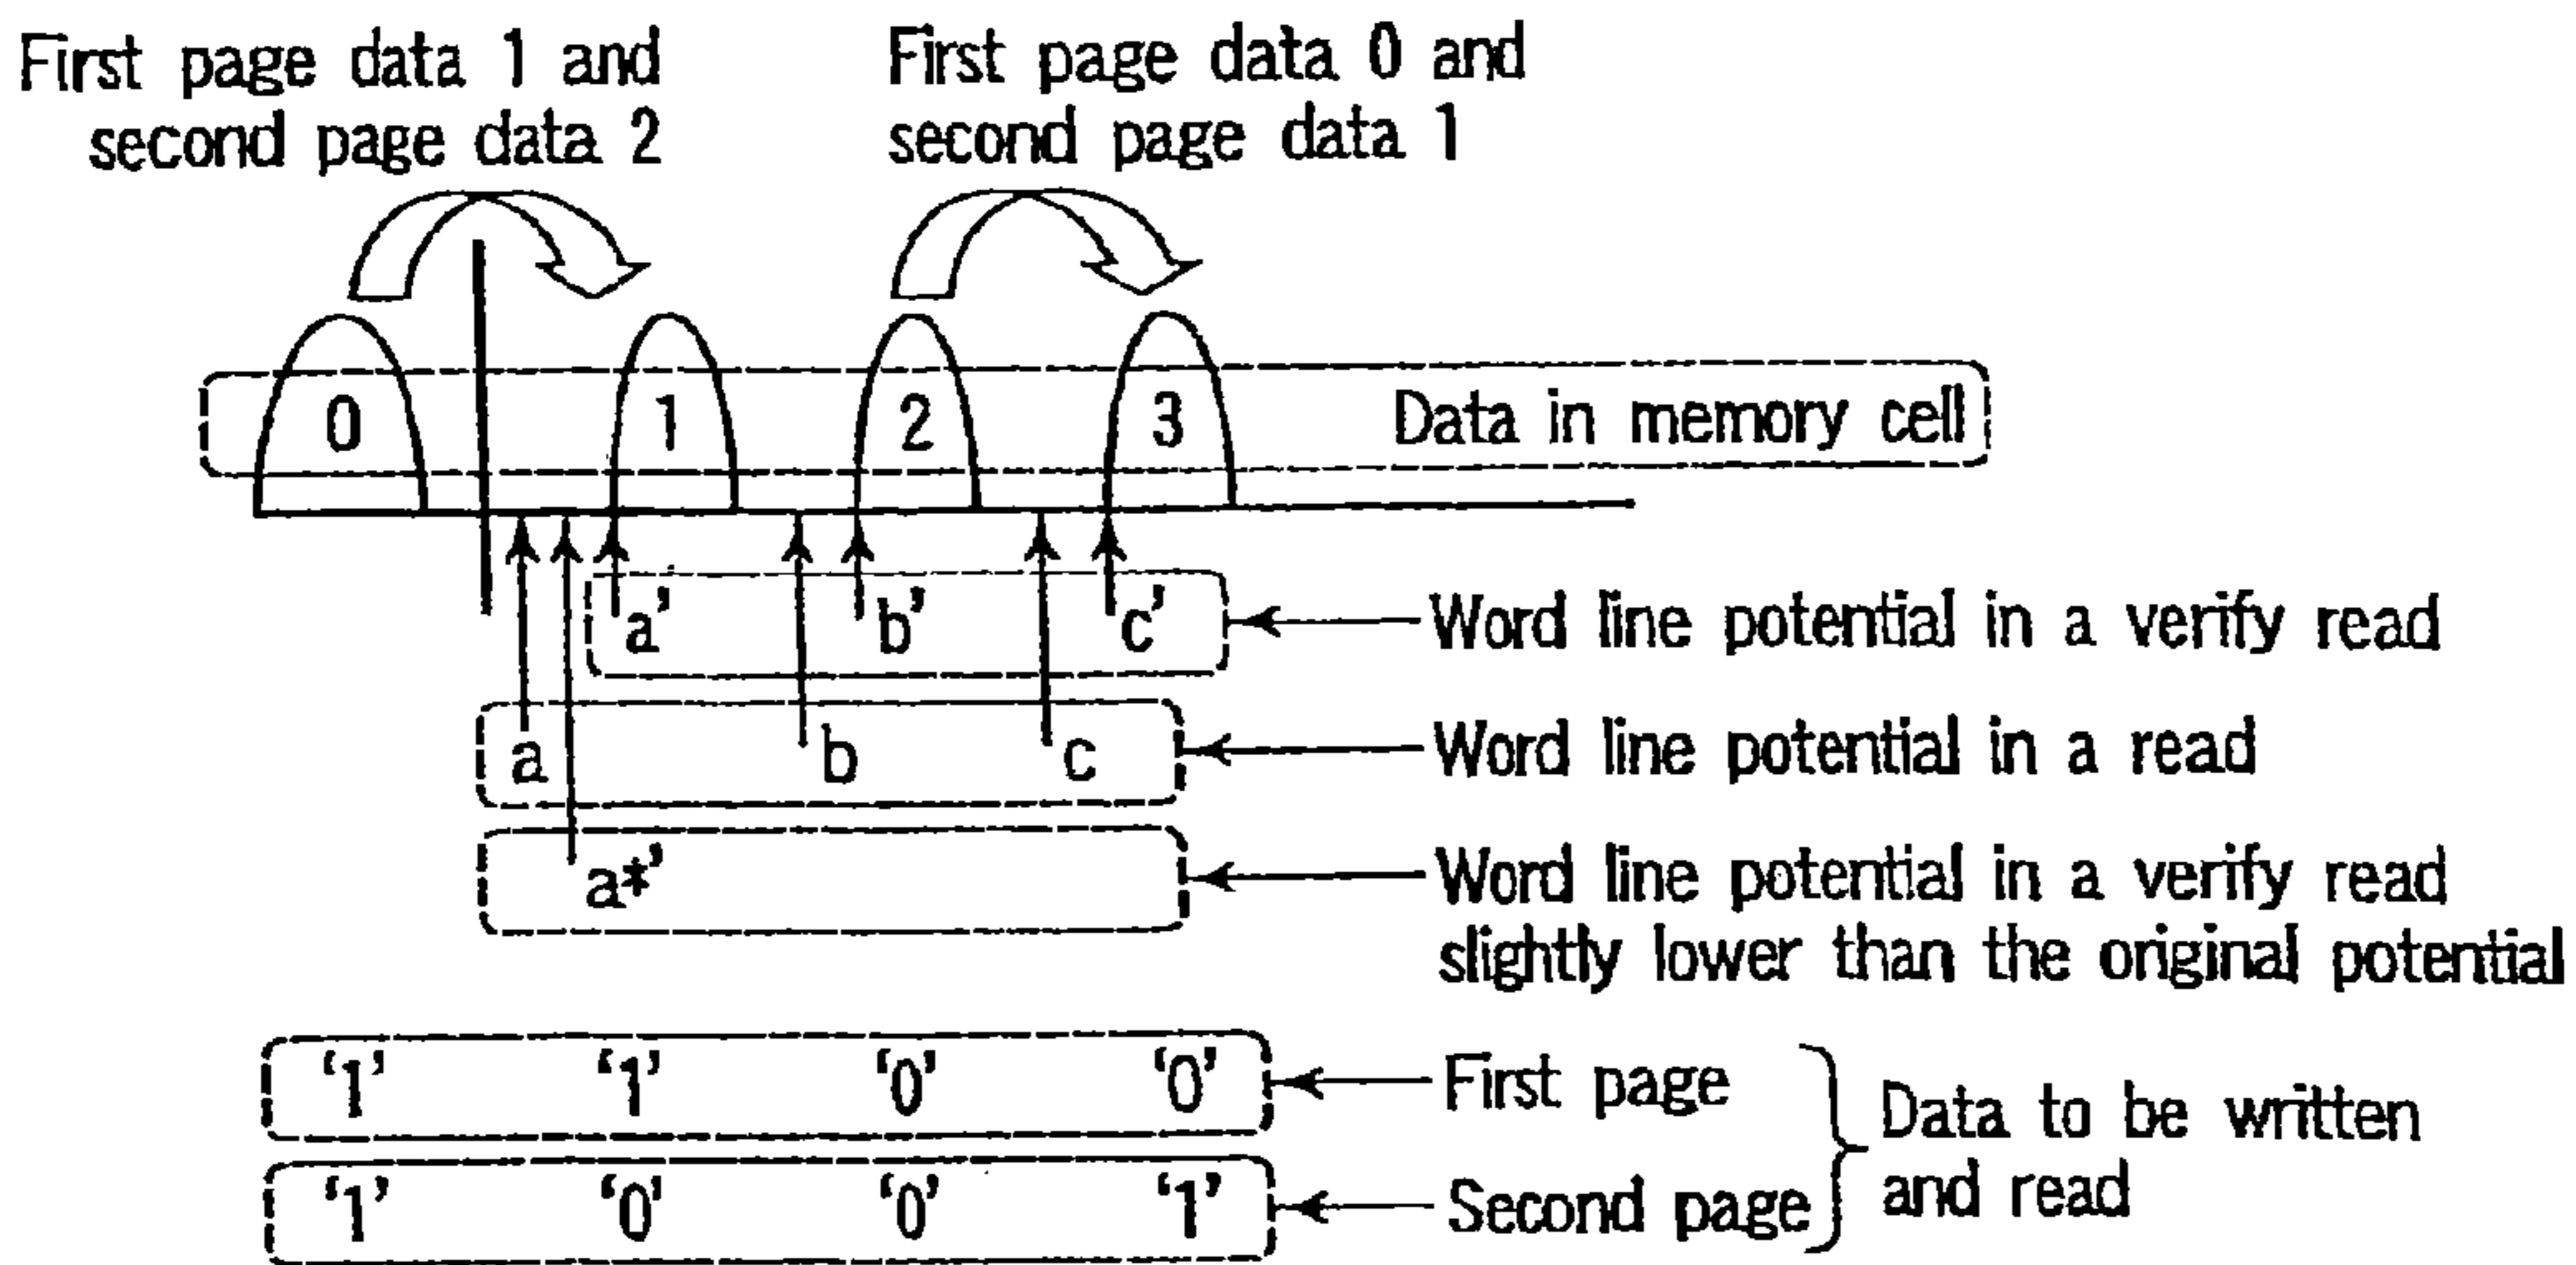 First page data 1 and
second page data 2
First page data 0 and
second page data 1
0 1 2 3 Data in memory cell
a' b' c' Word line potential in a verify read
a b c Word line potential in a read
a*' Word line potential in a verify read
slightly lower than the original potential
‘1’ ‘1’ ‘0’ ‘0’ First page
‘1’ ‘0’ ‘0’ ‘1’ Second page
Data to be written
and read